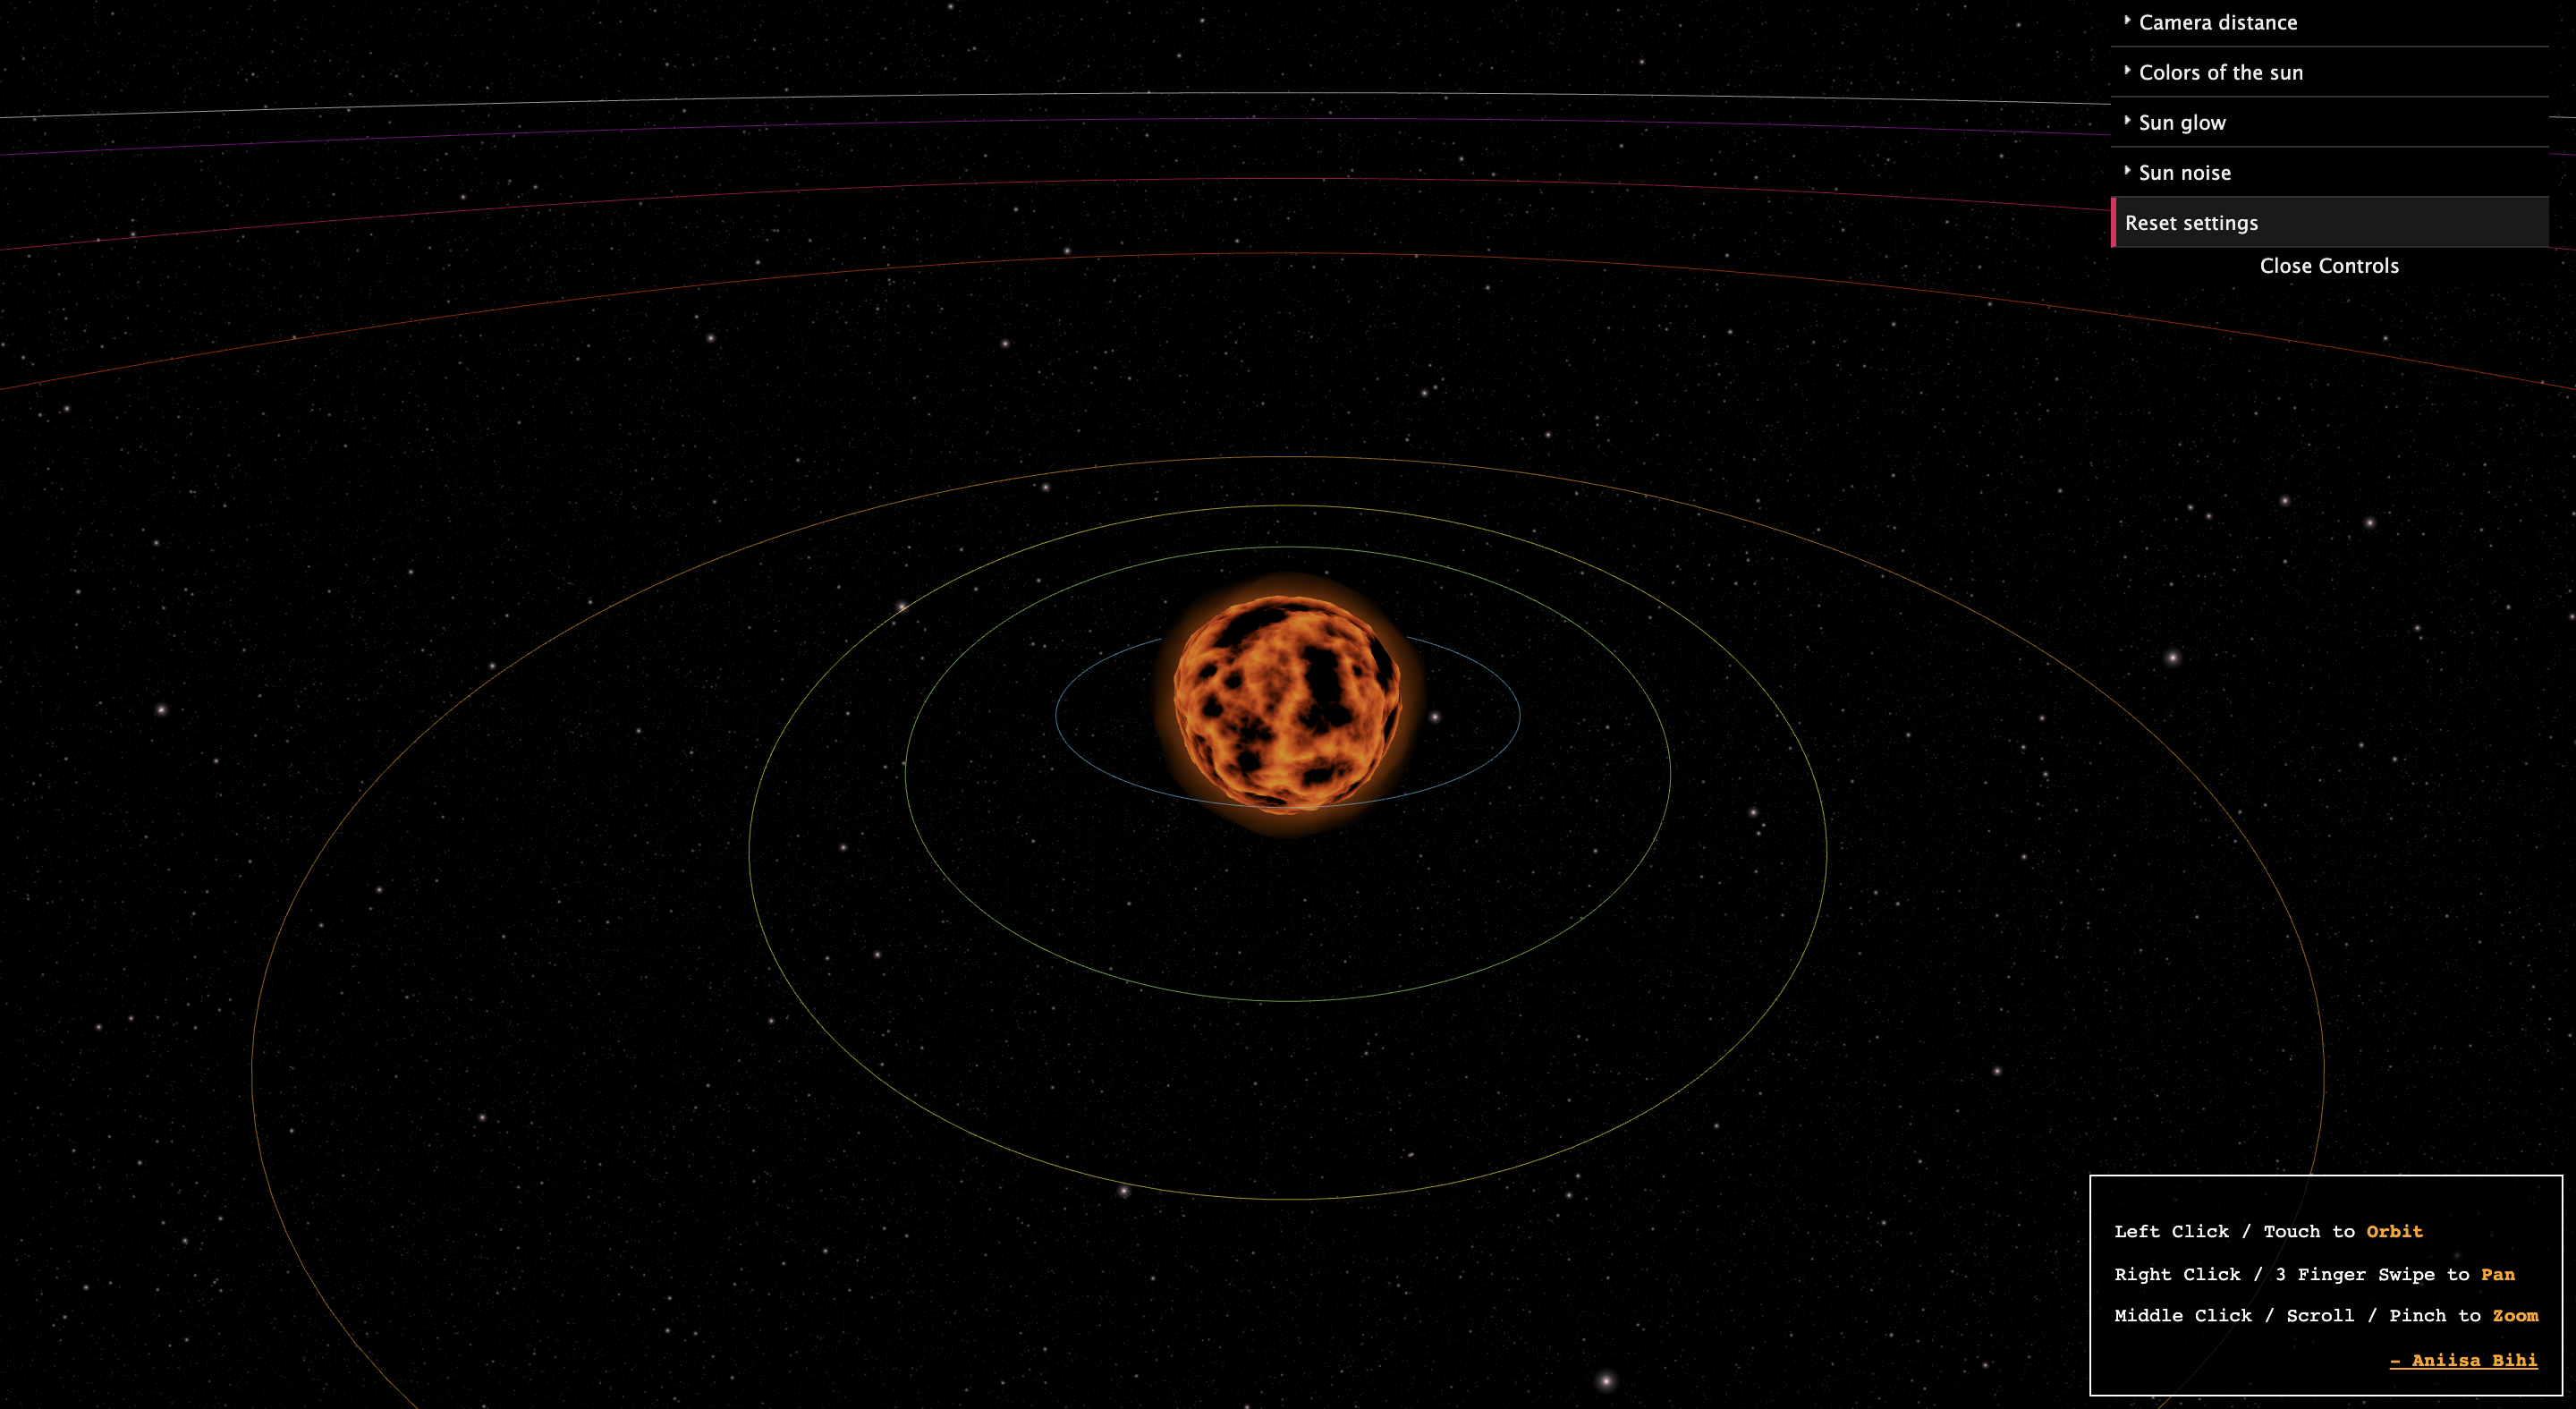 Camera distance
Colors of the sun
Sun glow
Sun noise
Reset settings
Close Controls
Left Click / Touch to Orbit
Right Click / 3 Finger Swipe to Pan
Middle Click / Scroll / Pinch to Zoom
- Aniisa Bihi